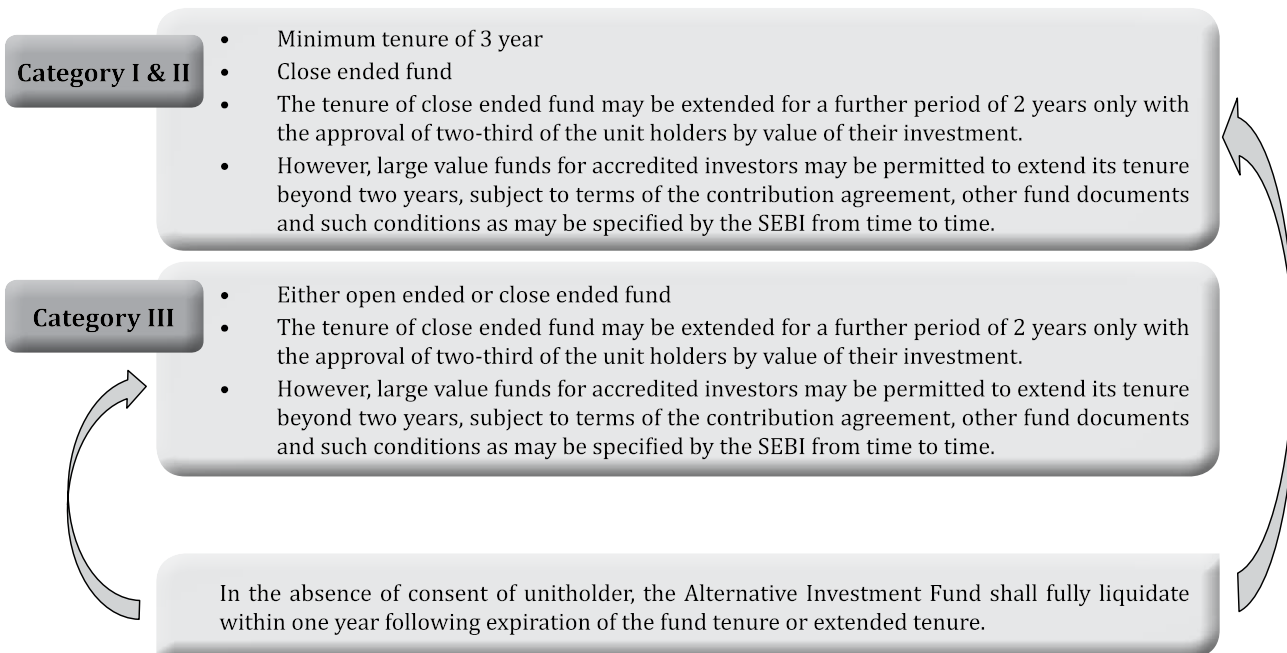 Category I & II
• Minimum tenure of 3 year
• Close ended fund
• The tenure of close ended fund may be extended for a further period of 2 years only with
the approval of two-third of the unit holders by value of their investment.
• However, large value funds for accredited investors may be permitted to extend its tenure
beyond two years, subject to terms of the contribution agreement, other fund documents
and such conditions as may be specified by the SEBI from time to time.
Category III
• Either open ended or close ended fund
• The tenure of close ended fund may be extended for a further period of 2 years only with
the approval of two-third of the unit holders by value of their investment.
• However, large value funds for accredited investors may be permitted to extend its tenure
beyond two years, subject to terms of the contribution agreement, other fund documents
and such conditions as may be specified by the SEBI from time to time.
In the absence of consent of unitholder, the Alternative Investment Fund shall fully liquidate
within one year following expiration of the fund tenure or extended tenure.